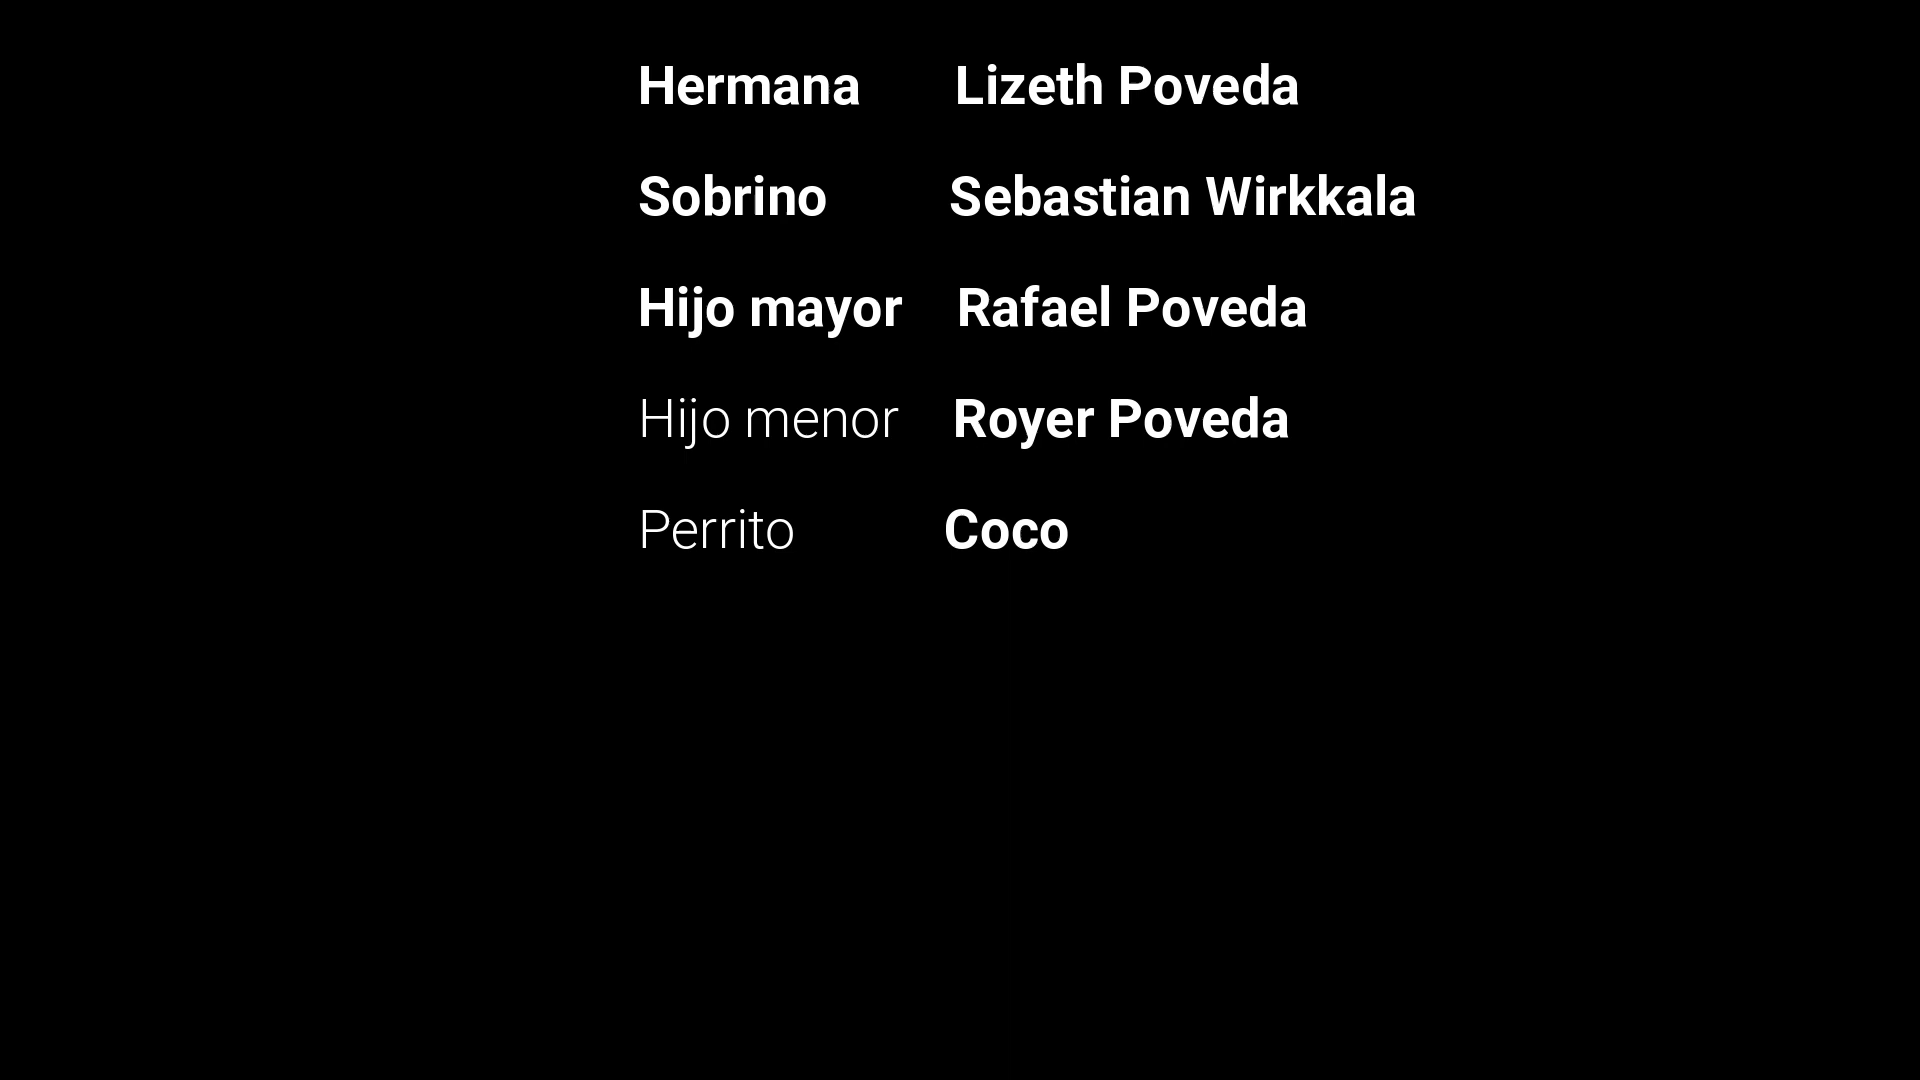 Hermana Lizeth Poveda
Sobrino Sebastian Wirkkala
Hijo mayor Rafael Poveda
Hijo menor Royer Poveda
Perrito Coco